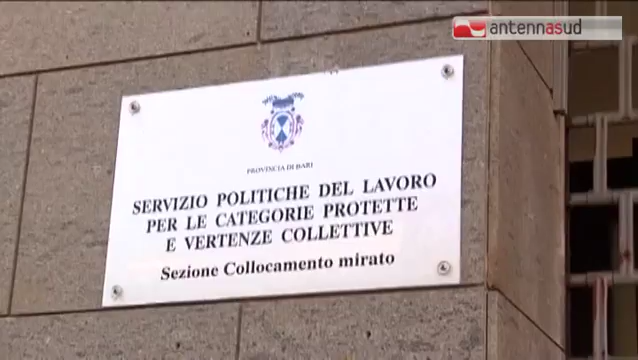 antennasud
PROVINCIA DI BARI
SERVIZIO POLITICHE DEL LAVORO
PER LE CATEGORIE PROTETTE
E VERTENZE COLLETTIVE
Sezione Collocamento mirato